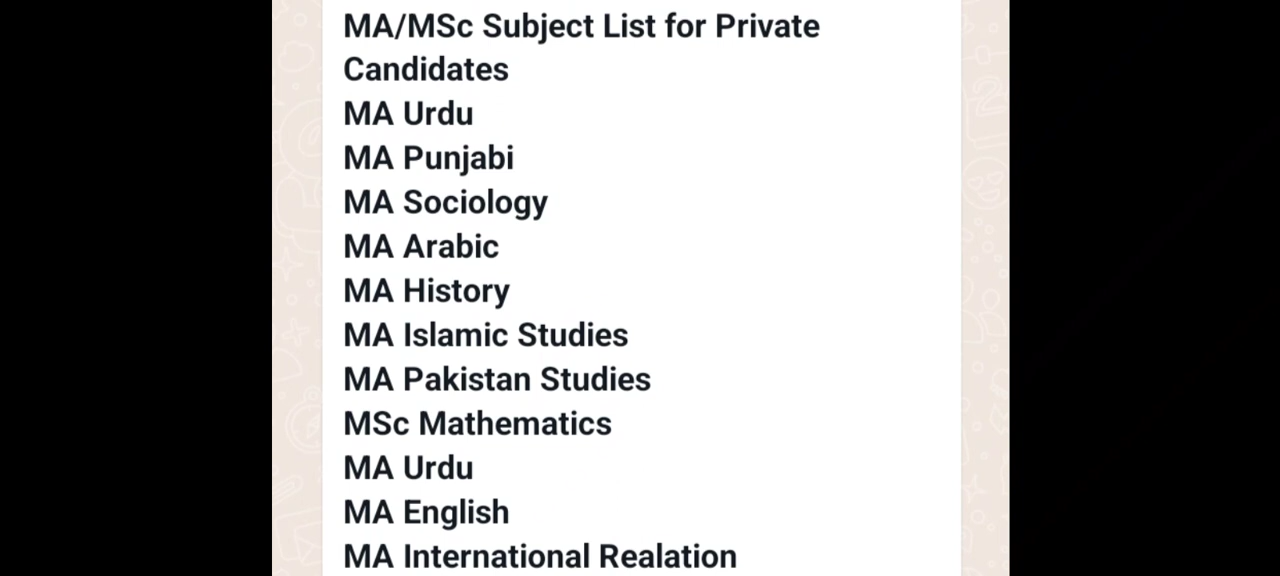 MA/MSc Subject List for Private
Candidates
MA Urdu
MA Punjabi
MA Sociology
MA Arabic
MA History
MA Islamic Studies
MA Pakistan Studies
MSc Mathematics
MA Urdu
MA English
MA International Realation